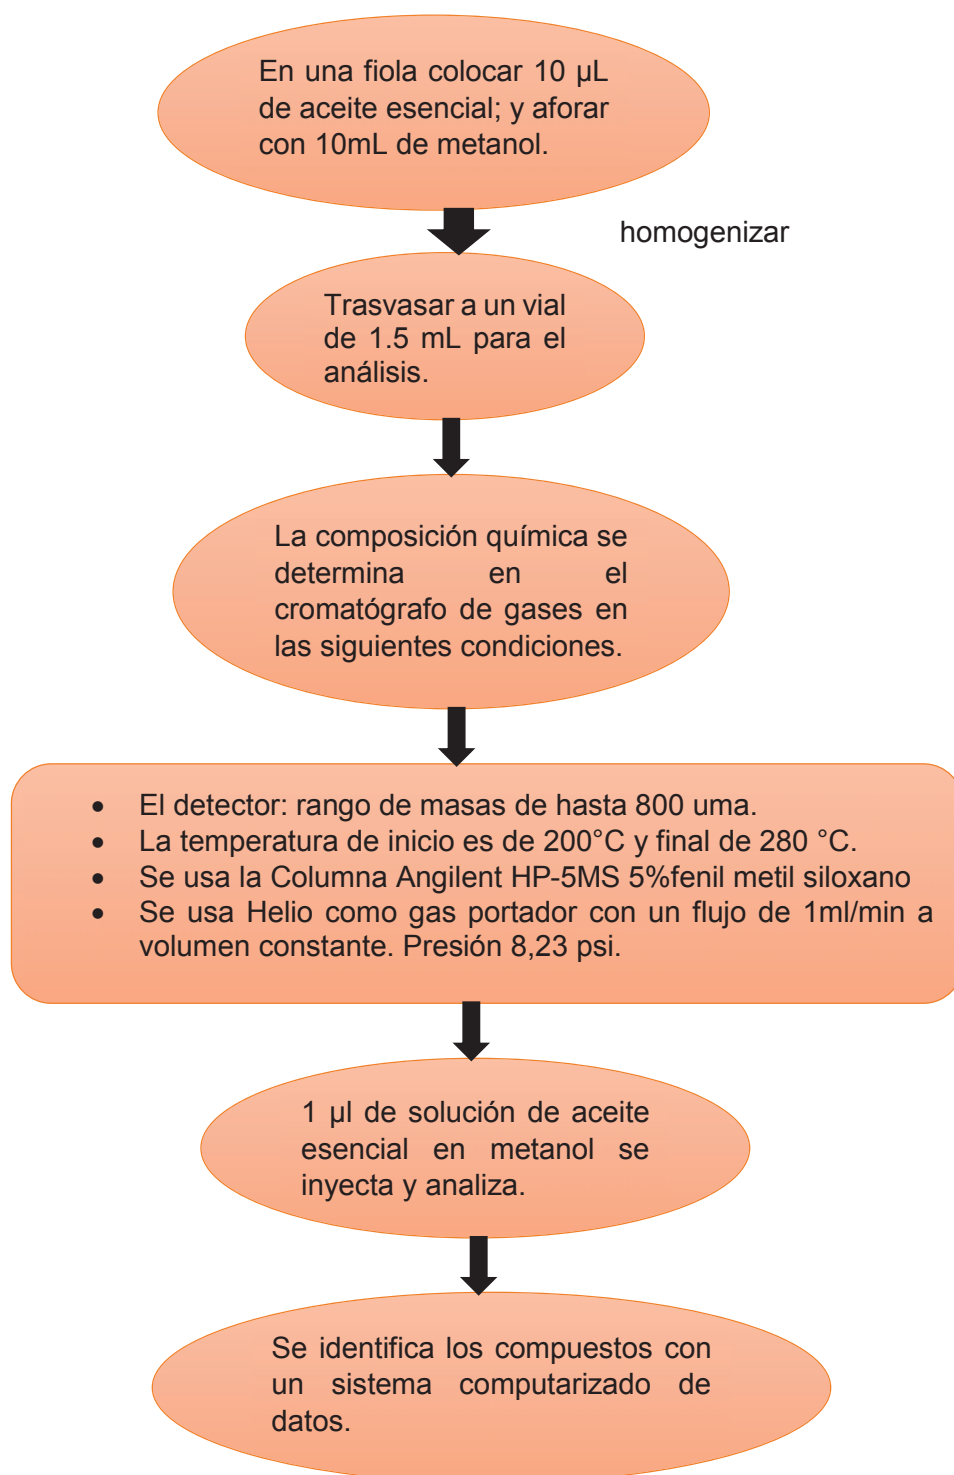 En una fiola colocar 10 µL
de aceite esencial; y aforar
con 10mL de metanol.
homogenizar
Trasvasar a un vial
de 1.5 mL para el
análisis.
La composición química se
determina en el
cromatógrafo de gases en
las siguientes condiciones.
• El detector: rango de masas de hasta 800 uma.
• La temperatura de inicio es de 200°C y final de 280 °C.
• Se usa la Columna Angilent HP-5MS 5%fenil metil siloxano
• Se usa Helio como gas portador con un flujo de 1ml/min a
volumen constante. Presión 8,23 psi.
1 µl de solución de aceite
esencial en metanol se
inyecta y analiza.
Se identifica los compuestos con
un sistema computarizado de
datos.